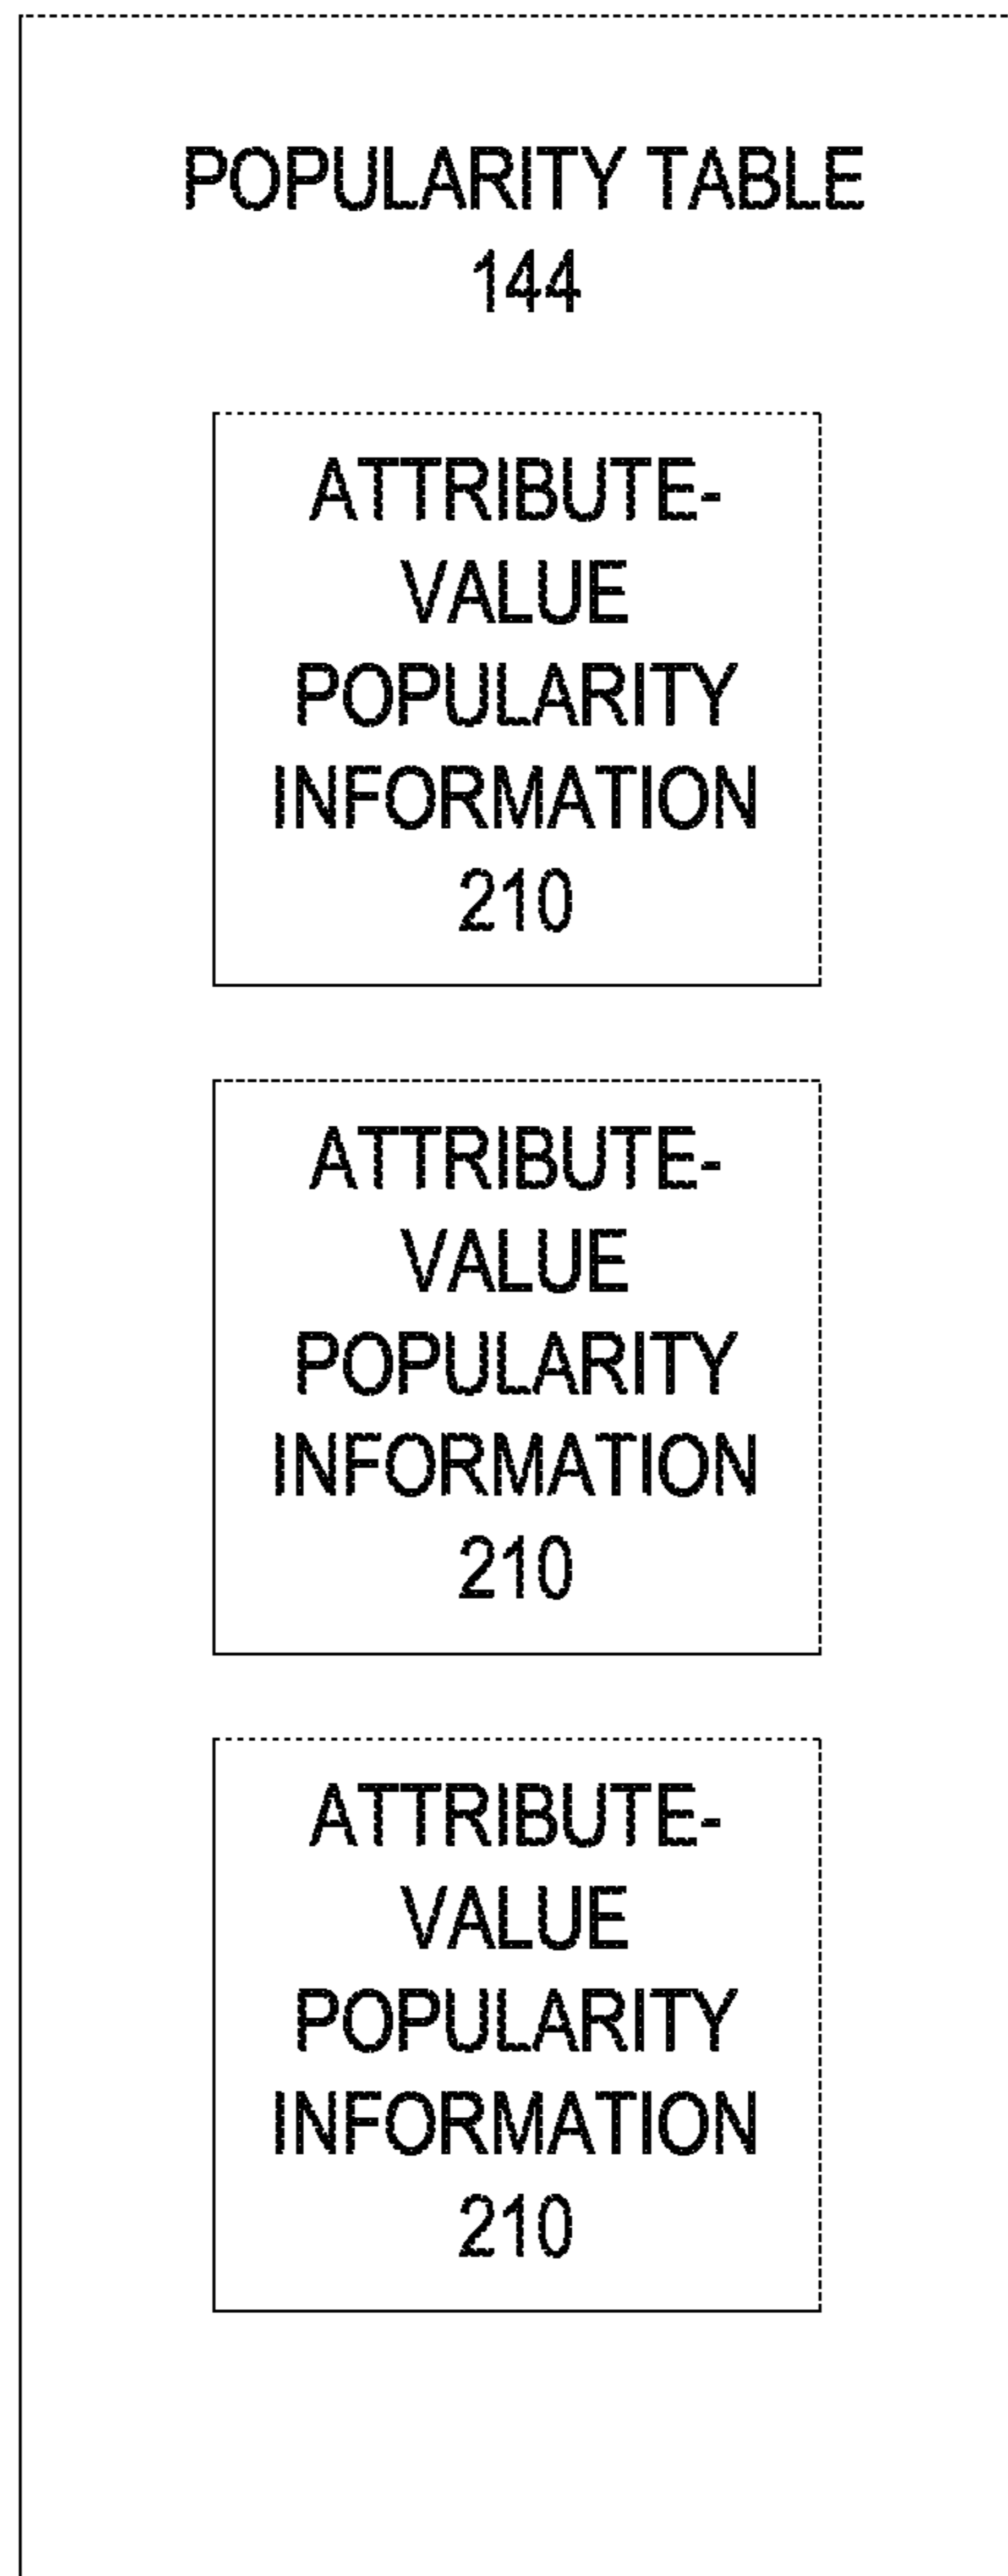 POPULARITY TABLE
144
ATTRIBUTE-
VALUE
POPULARITY
INFORMATION
210
ATTRIBUTE-
VALUE
POPULARITY
INFORMATION
210
ATTRIBUTE-
VALUE
POPULARITY
INFORMATION
210